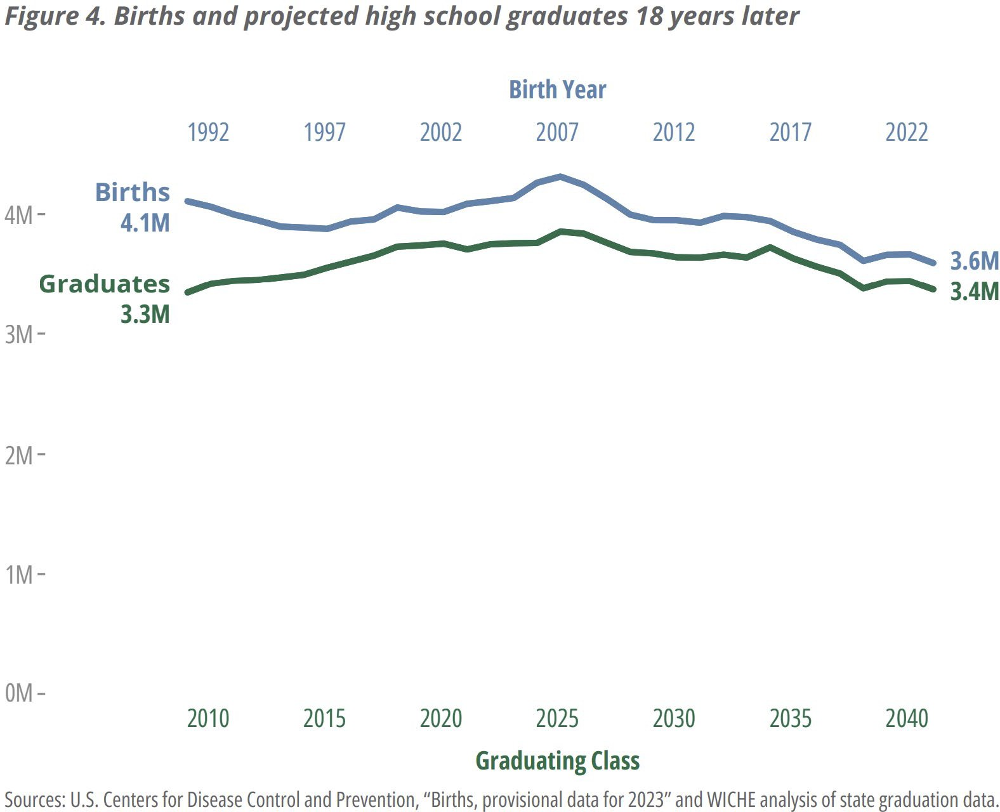 Figure 4. Births and projected high school graduates 18 years later
Birth Year
1992 1997 2002 2007 2012 2017 2022
Births
4.1M
4M
3.6M
Graduates
3.4M
3.3M
3M
2M
1M
0M
2010 2015 2020 2025 2030 2035 2040
Graduating Class
Sources: U.S. Centers for Disease Control and Prevention, “Births, provisional data for 2023” and WICHE analysis of state graduation data.